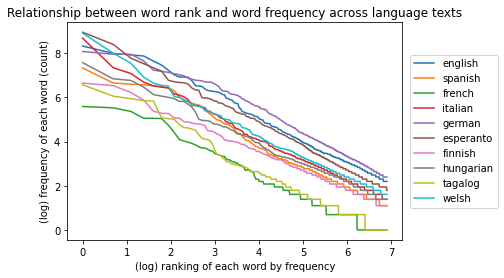 Relationship between word rank and word frequency across language texts
(log) frequency of each word (count)
8
6
4
2
0
0
1
2
3
4
5
6
7
(log) ranking of each word by frequency
english
spanish
french
italian
german
esperanto
finnish
hungarian
tagalog
welsh